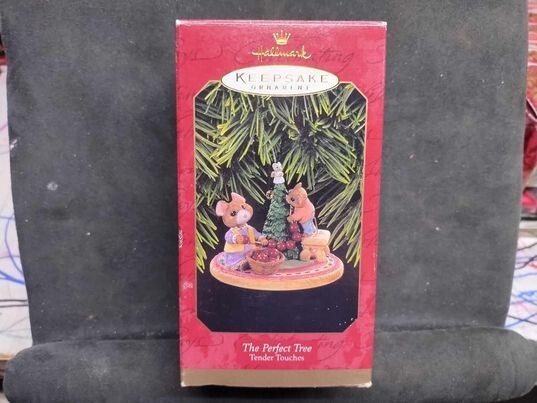 Hallmark
KEEPSAKE
ORNAMENT
The Perfect Tree
Tender Touches